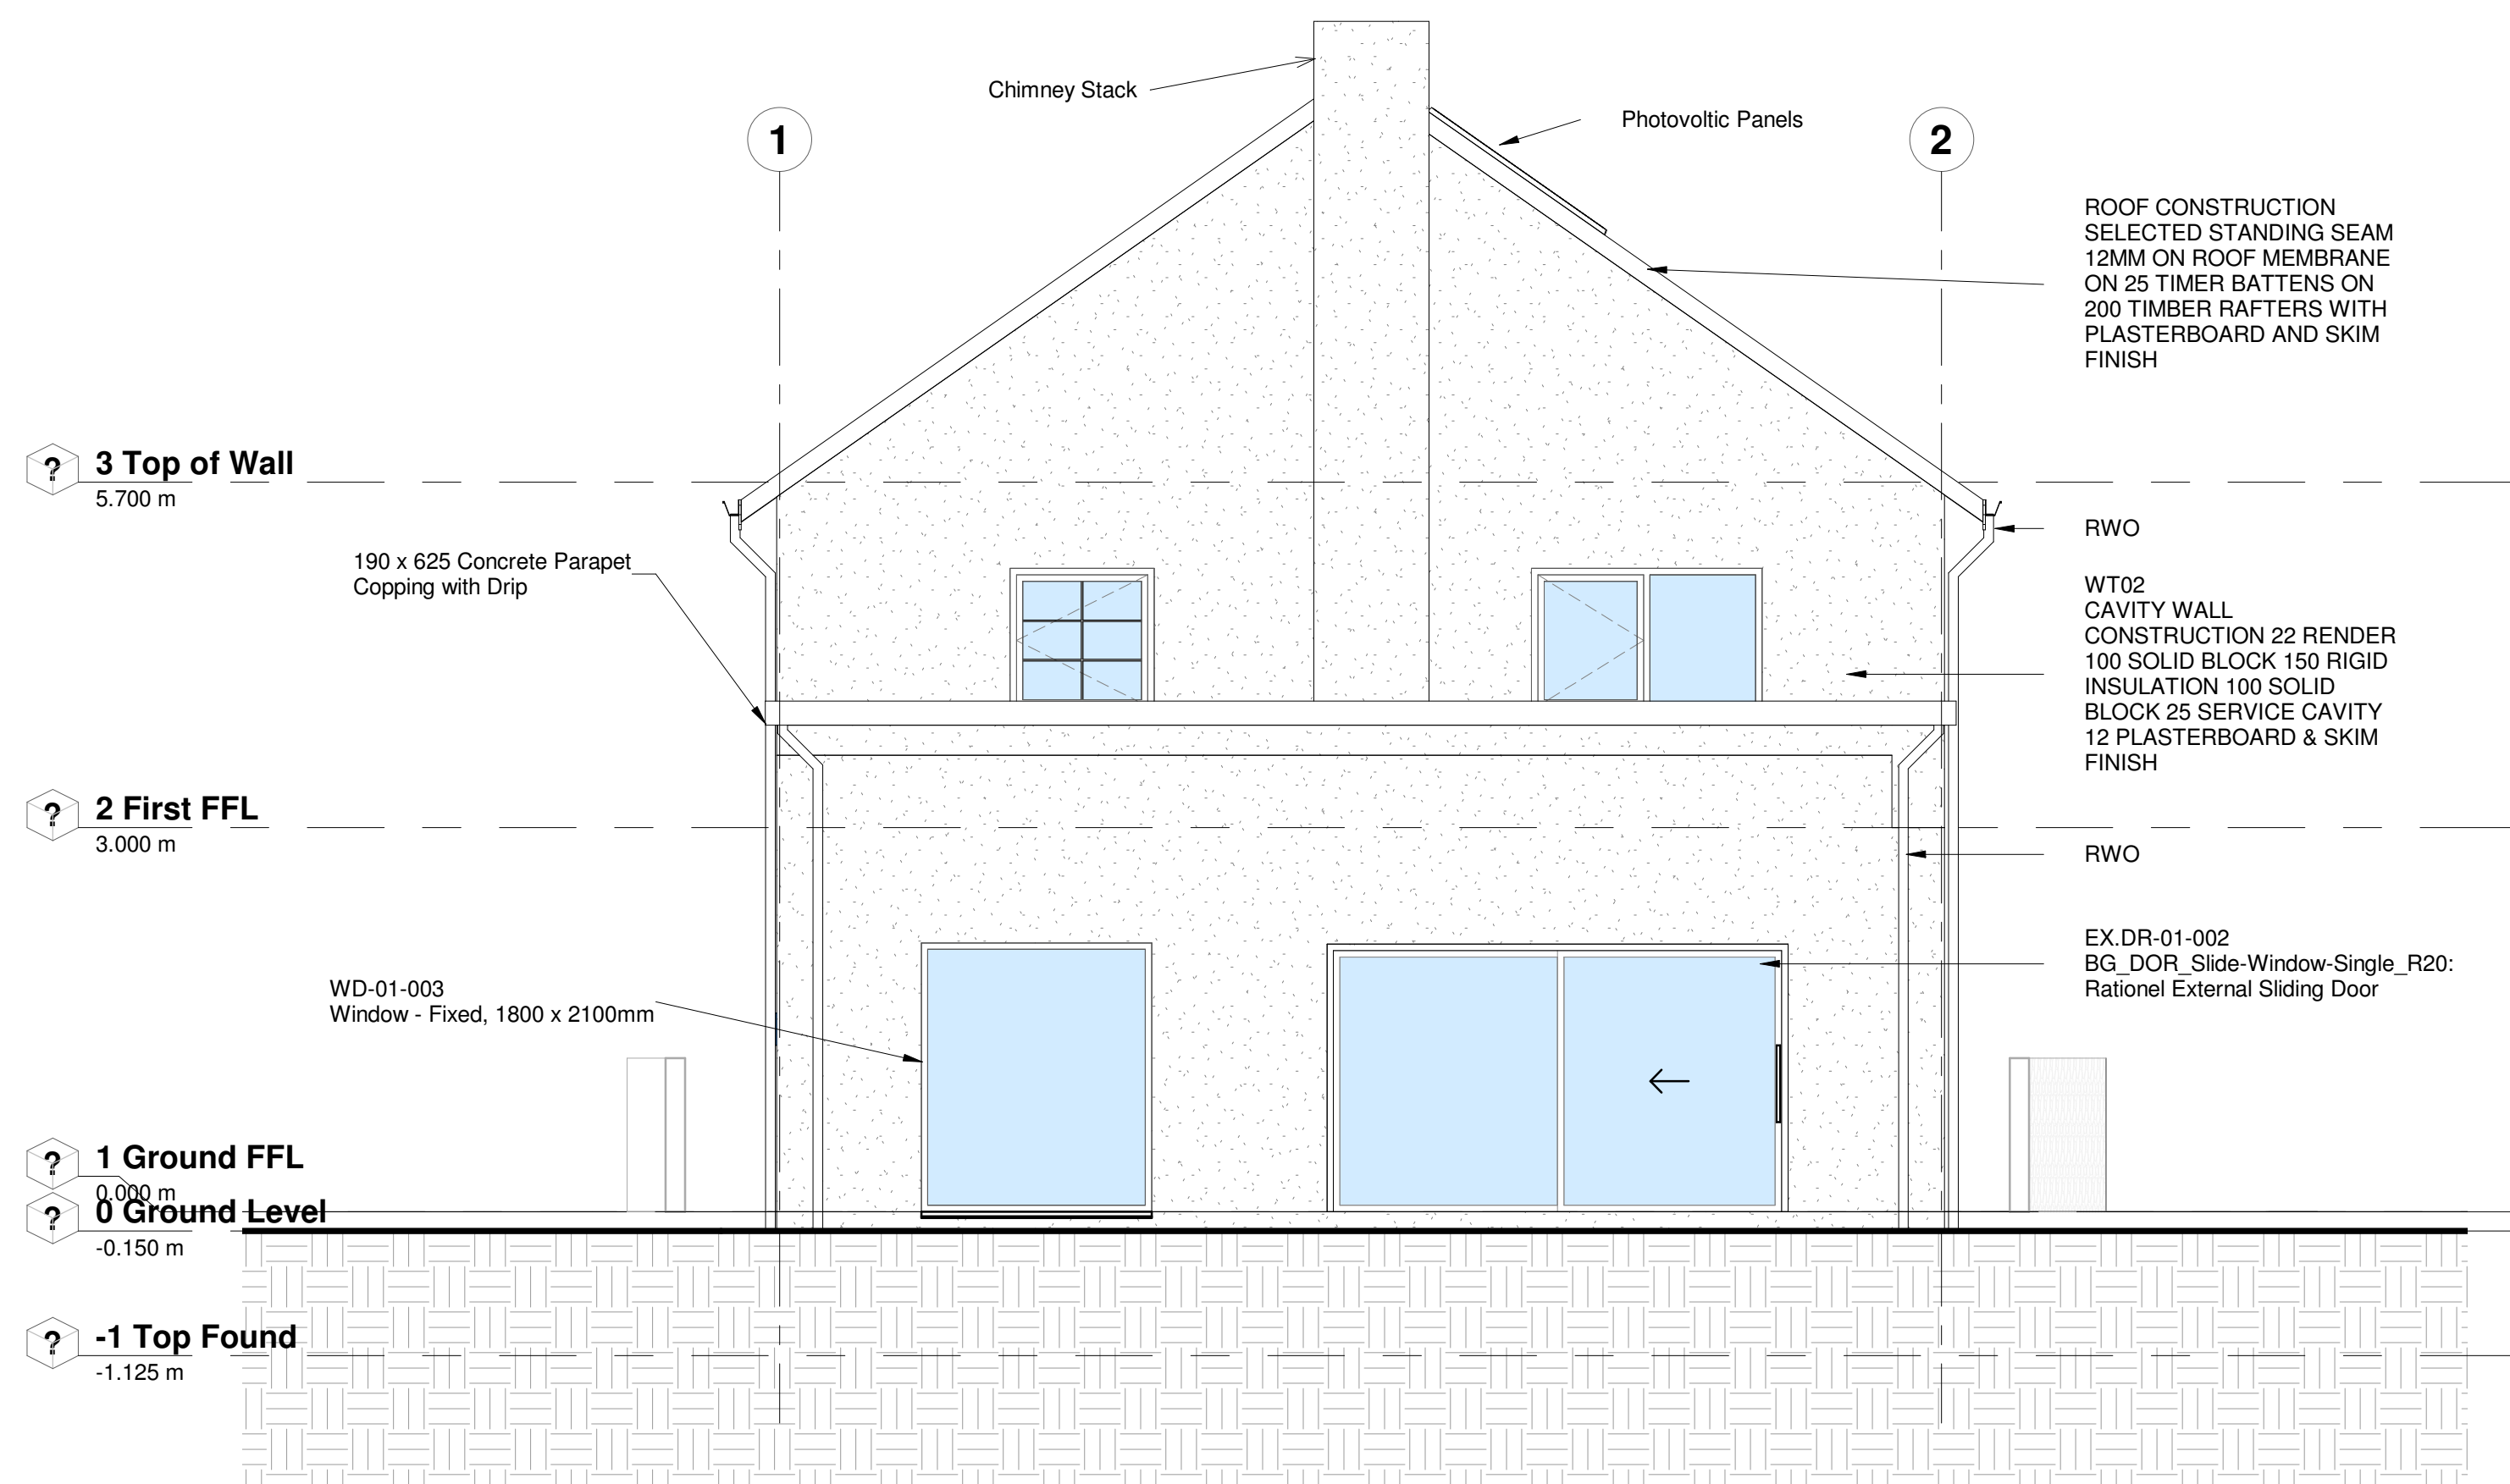 Chimney Stack
Photovoltic Panels
1
2
ROOF CONSTRUCTION
SELECTED STANDING SEAM
12MM ON ROOF MEMBRANE
ON 25 TIMER BATTENS ON
200 TIMBER RAFTERS WITH
PLASTERBOARD AND SKIM
FINISH
? 3 Top of Wall
5.700 m
RWO
190 x 625 Concrete Parapet
Copping with Drip
WT02
CAVITY WALL
CONSTRUCTION 22 RENDER
100 SOLID BLOCK 150 RIGID
INSULATION 100 SOLID
BLOCK 25 SERVICE CAVITY
12 PLASTERBOARD & SKIM
FINISH
? 2 First FFL
3.000 m
RWO
EX.DR-01-002
BG_DOR_Slide-Window-Single_R20:
Rationel External Sliding Door
WD-01-003
Window - Fixed, 1800 x 2100mm
? 1 Ground FFL
0.000 m
? 0 Ground Level
-0.150 m
? -1 Top Found
-1.125 m